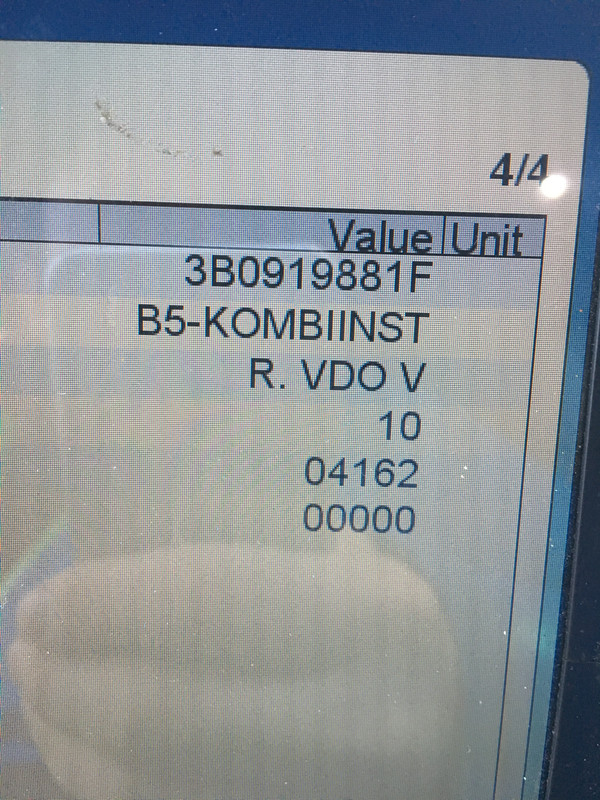 4/4
Value Unit
3B0919881F
B5-KOMBIINST
R. VDO V
10
04162
00000